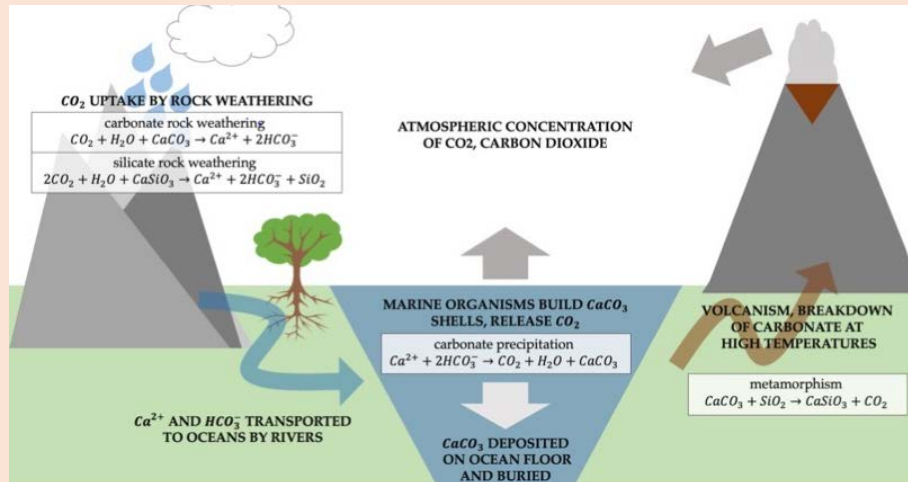 CO₂ UPTAKE BY ROCK WEATHERING
carbonate rock weathering
CO₂ + H₂O + CaCO₃ → Ca²⁺ + 2HCO₃⁻
silicate rock weathering
2CO₂ + H₂O + CaSiO₃ → Ca²⁺ + 2HCO₃⁻ + SiO₂
ATMOSPHERIC CONCENTRATION
OF CO2, CARBON DIOXIDE
MARINE ORGANISMS BUILD CaCO₃
SHELLS, RELEASE CO₂
carbonate precipitation
Ca²⁺ + 2HCO₃⁻ → CO₂ + H₂O + CaCO₃
VOLCANISM, BREAKDOWN
OF CARBONATE AT
HIGH TEMPERATURES
metamorphism
CaCO₃ + SiO₂ → CaSiO₃ + CO₂
Ca²⁺ AND HCO₃⁻ TRANSPORTED
TO OCEANS BY RIVERS
CaCO₃ DEPOSITED
ON OCEAN FLOOR
AND BURIED